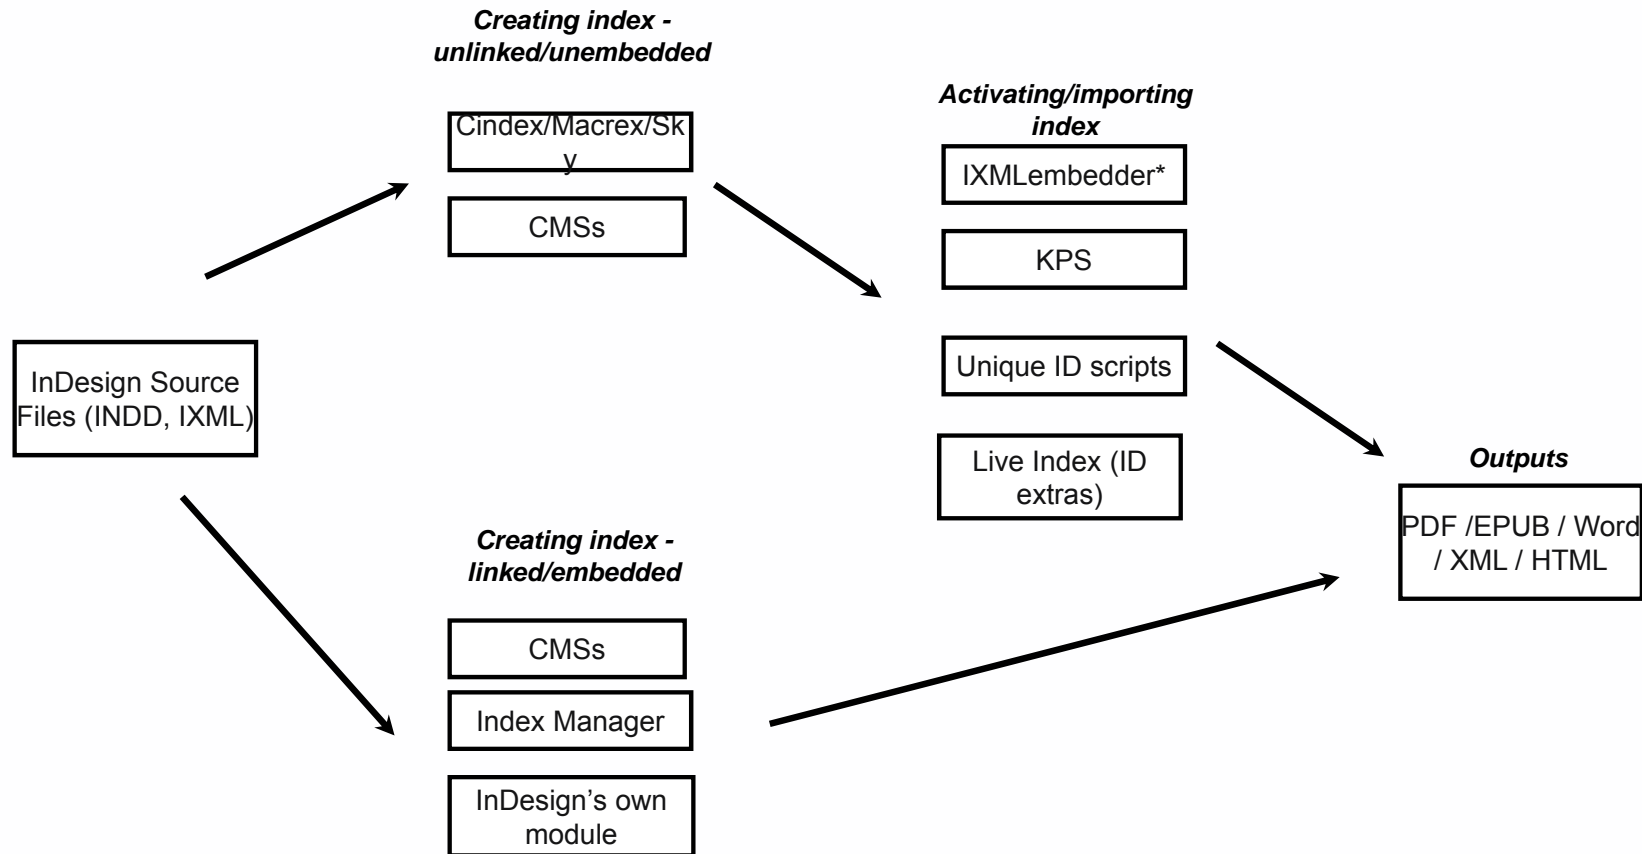 Creating index -
unlinked/unembedded
Cindex/Macrex/Sk
y
CMSs
Activating/importing
index
IXMLembedder*
KPS
Unique ID scripts
Live Index (ID
extras)
InDesign Source
Files (INDD, IXML)
Creating index -
linked/embedded
CMSs
Index Manager
InDesign’s own
module
Outputs
PDF /EPUB / Word
/ XML / HTML